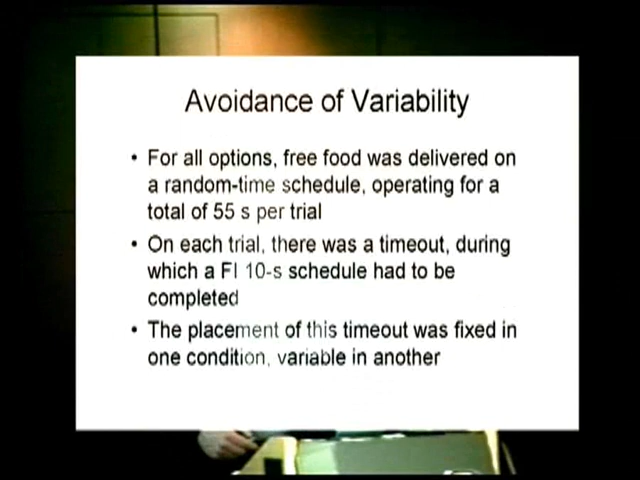 Avoidance of Variability
• For all options, free food was delivered on
a random-time schedule, operating for a
total of 55 s per trial
• On each trial, there was a timeout, during
which a FI 10-s schedule had to be
completed
• The placement of this timeout was fixed in
one condition, variable in another